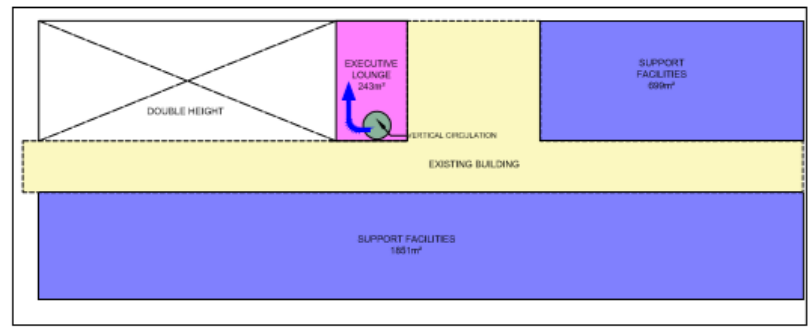 EXECUTIVE
LOUNGE
243m²
SUPPORT
FACILITIES
699m²
DOUBLE HEIGHT
VERTICAL CIRCULATION
EXISTING BUILDING
SUPPORT FACILITIES
1851m²